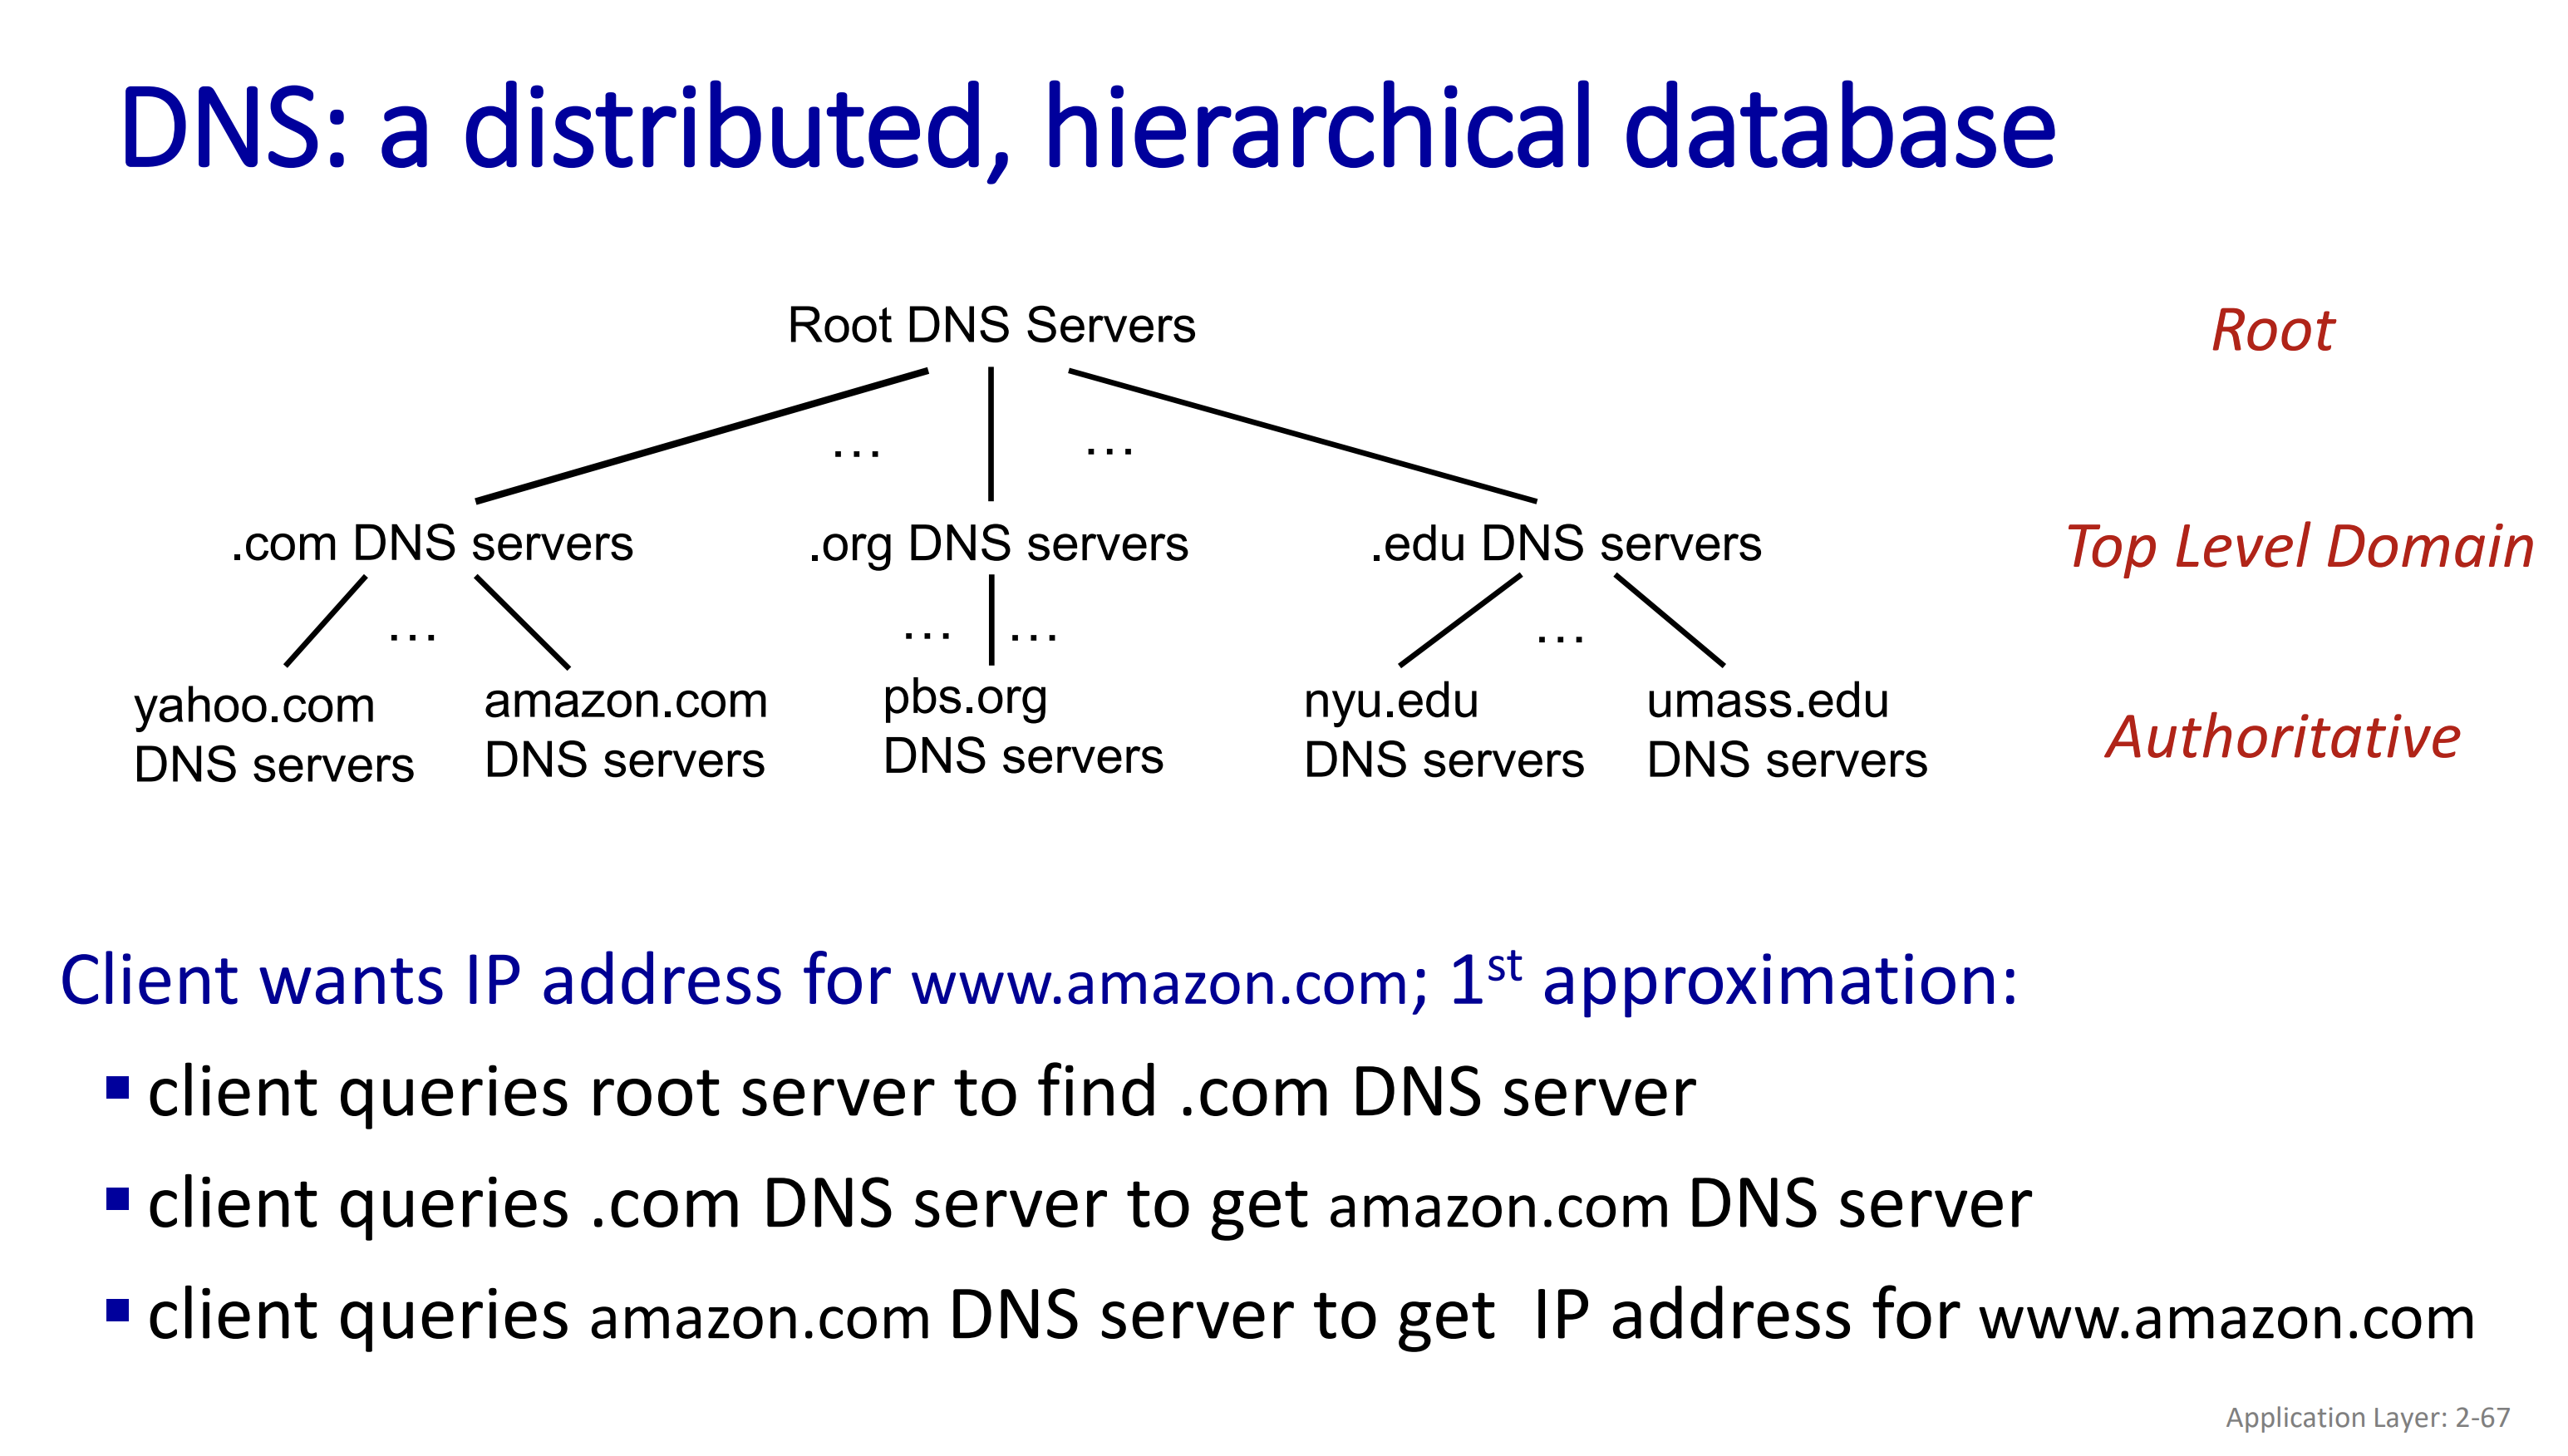 DNS: a distributed, hierarchical database
Root DNS Servers
Root
… …
.com DNS servers .org DNS servers .edu DNS servers
Top Level Domain
… … … …
yahoo.com amazon.com pbs.org nyu.edu umass.edu
DNS servers DNS servers DNS servers DNS servers DNS servers
Authoritative
Client wants IP address for www.amazon.com; 1st approximation:
▪ client queries root server to find .com DNS server
▪ client queries .com DNS server to get amazon.com DNS server
▪ client queries amazon.com DNS server to get IP address for www.amazon.com
Application Layer: 2-67